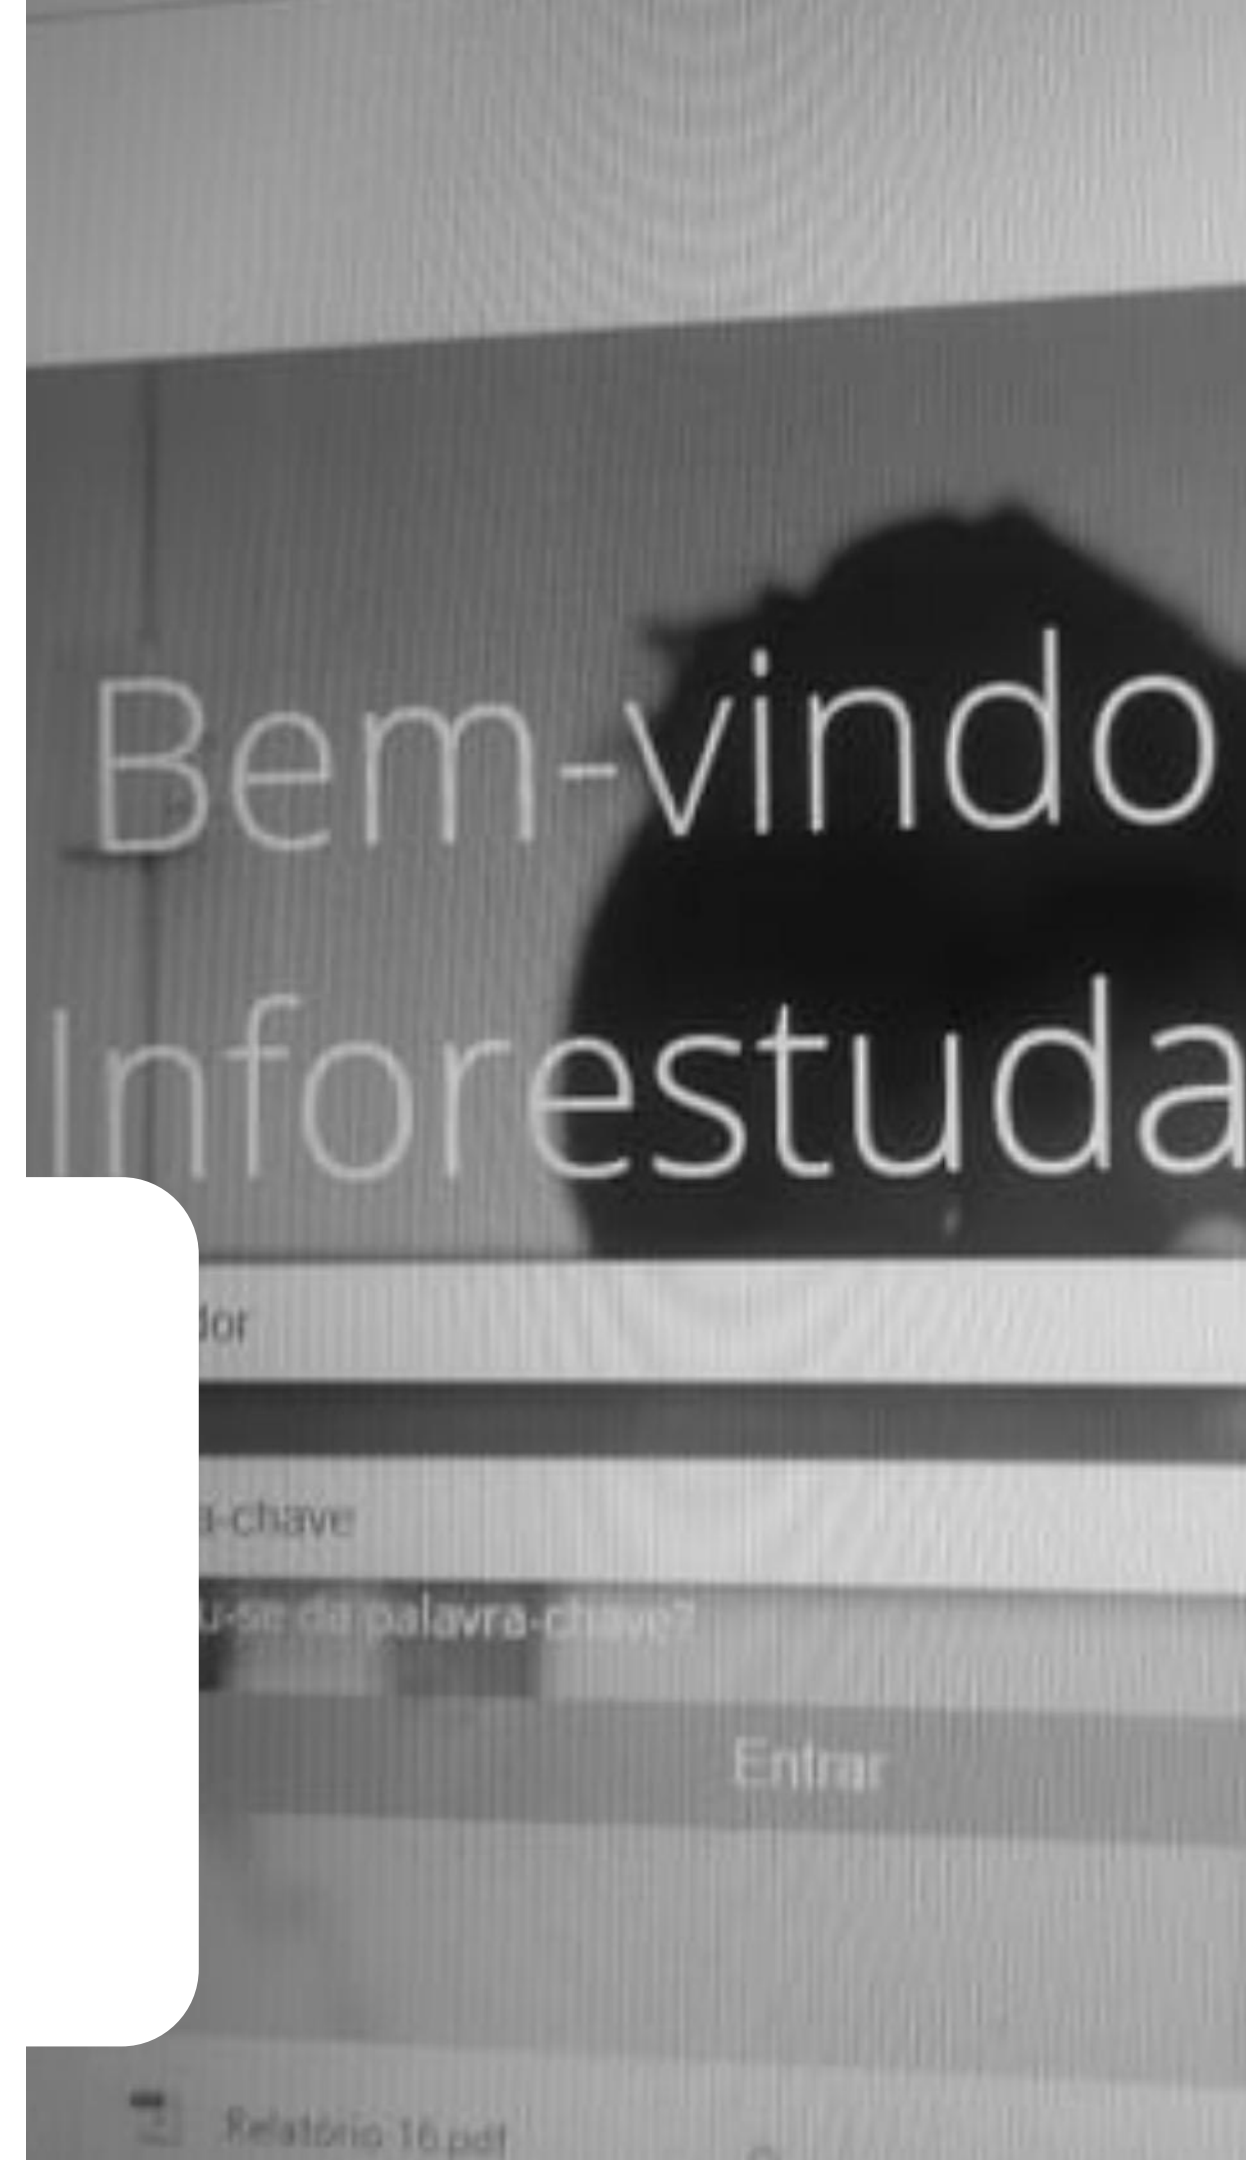 Bem-vindo
Inforestuda
dor
a-chave
u-se da palavra-chave?
Entrar
Relatório 16.pdf